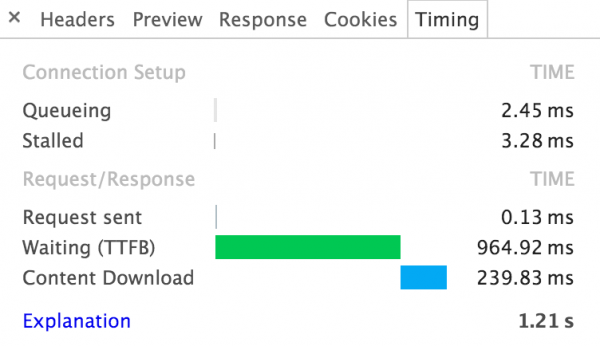 × Headers Preview Response Cookies Timing
Connection Setup TIME
Queueing 2.45 ms
Stalled 3.28 ms
Request/Response TIME
Request sent 0.13 ms
Waiting (TTFB) 964.92 ms
Content Download 239.83 ms
Explanation 1.21 s